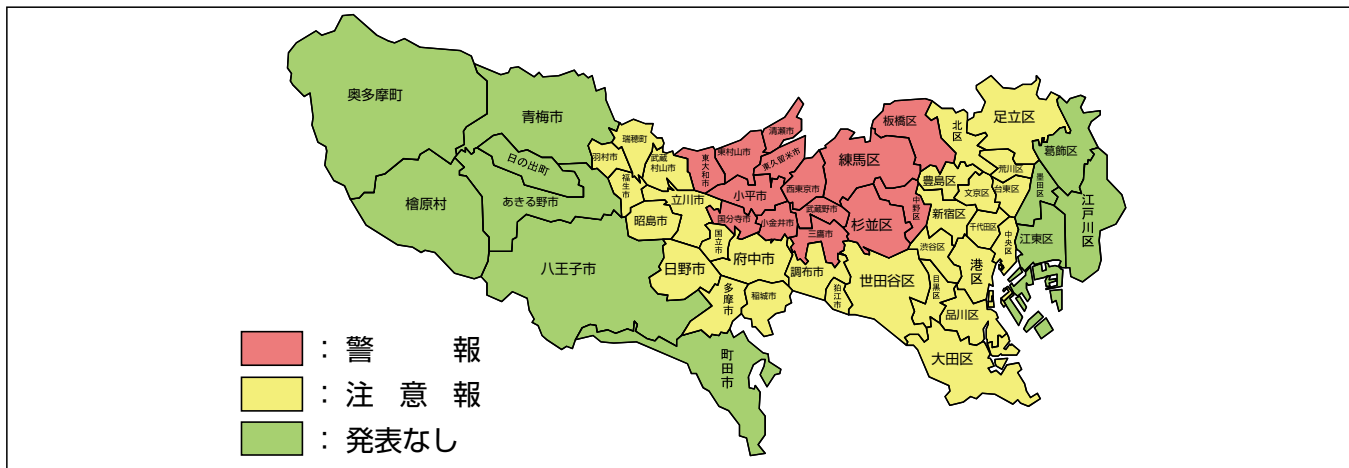 奥多摩町
青梅市
日の出町
檜原村
あきる野市
八王子市
町田市
瑞穂町
羽村市
武蔵
村山市
福生市
昭島市
立川市
国立市
日野市
府中市
多摩市
稲城市
調布市
狛江市
東大和市
東村山市
清瀬市
東久留米市
小平市
西東京市
国分寺市
小金井市
武蔵野市
三鷹市
板橋区
練馬区
杉並区
中野区
北区
足立区
豊島区
荒川区
文京区
台東区
新宿区
千代田区
渋谷区
中央区
港区
目黒区
世田谷区
品川区
大田区
葛飾区
墨田区
江東区
江戸川区
：警　報
：注意報
：発表なし